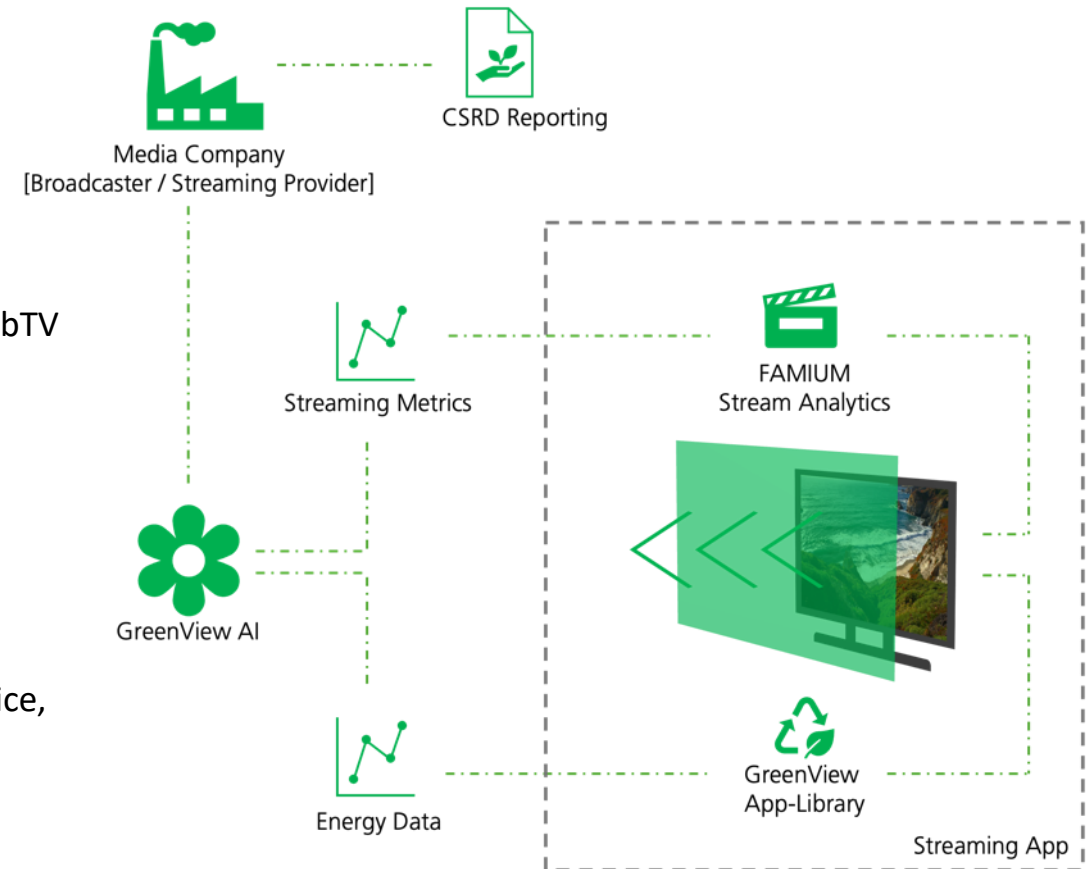 CSRD Reporting
Media Company
[Broadcaster / Streaming Provider]
bTV
FAMIUM
Stream Analytics
Streaming Metrics
GreenView AI
ice,
GreenView
App-Library
Energy Data
Streaming App